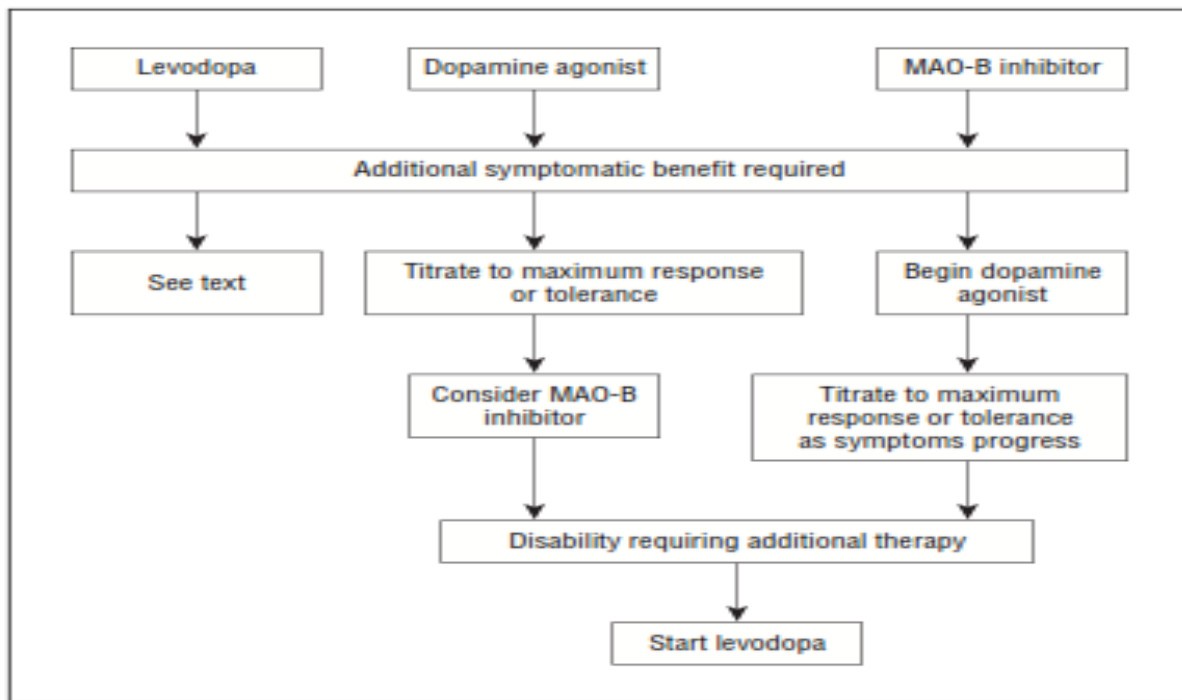 Levodopa
Dopamine agonist
MAO-B inhibitor
Additional symptomatic benefit required
See text
Titrate to maximum response
or tolerance
Begin dopamine
agonist
Consider MAO-B
inhibitor
Titrate to maximum
response or tolerance
as symptoms progress
Disability requiring additional therapy
Start levodopa